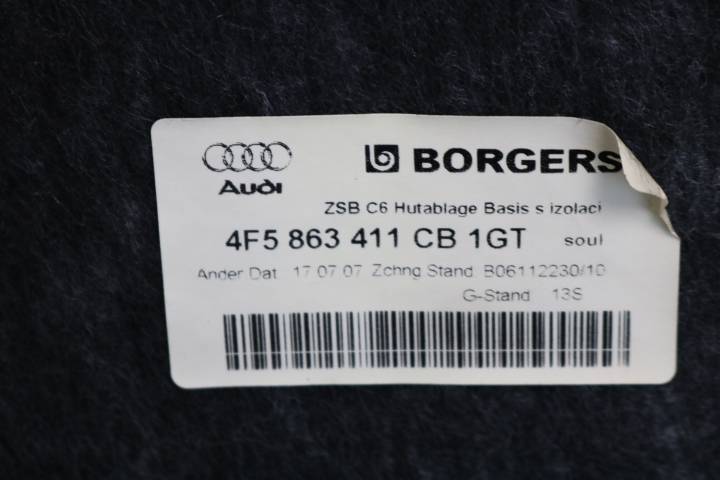 Audi
BORGERS
ZSB C6 Hutablage Basis s izolaci
4F5 863 411 CB 1GT soul
Ander Dat 17 07 07 Zchng Stand B06112230/10
G-Stand 13S